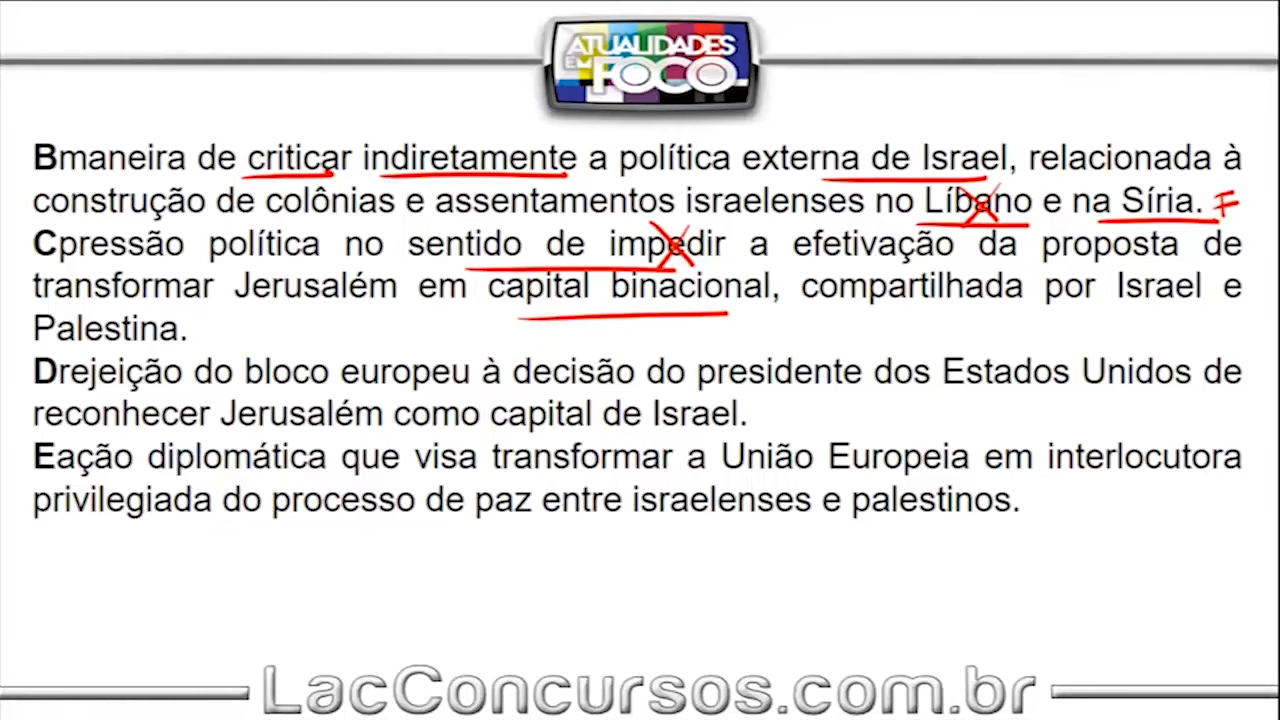 ATUALIDADES
EM FOCO
Bmaneira de criticar indiretamente a política externa de Israel, relacionada à
construção de colônias e assentamentos israelenses no Líbano e na Síria. F
Cpressão política no sentido de impedir a efetivação da proposta de
transformar Jerusalém em capital binacional, compartilhada por Israel e
Palestina.
Drejeição do bloco europeu à decisão do presidente dos Estados Unidos de
reconhecer Jerusalém como capital de Israel.
Eação diplomática que visa transformar a União Europeia em interlocutora
privilegiada do processo de paz entre israelenses e palestinos.
LacConcursos.com.br